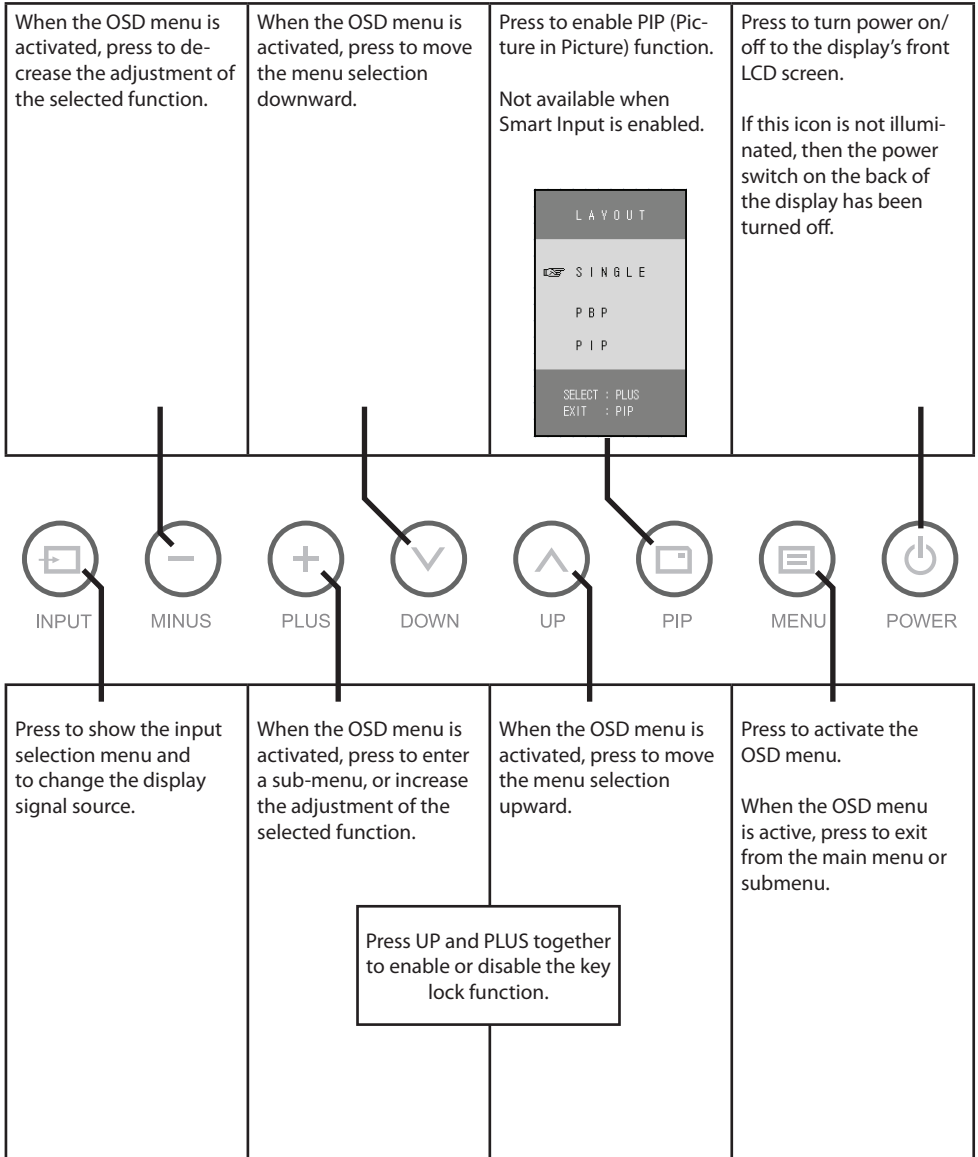 When the OSD menu is
activated, press to de-
crease the adjustment of
the selected function.
When the OSD menu is
activated, press to move
the menu selection
downward.
Press to enable PIP (Pic-
ture in Picture) function.
Not available when
Smart Input is enabled.
LAYOUT
SINGLE
PBP
PIP
SELECT : PLUS
EXIT : PIP
Press to turn power on/
off to the display's front
LCD screen.
If this icon is not illumi-
nated, then the power
switch on the back of
the display has been
turned off.
INPUT MINUS PLUS DOWN UP PIP MENU POWER
Press to show the input
selection menu and
to change the display
signal source.
When the OSD menu is
activated, press to enter
a sub-menu, or increase
the adjustment of the
selected function.
When the OSD menu is
activated, press to move
the menu selection
upward.
Press to activate the
OSD menu.
When the OSD menu
is active, press to exit
from the main menu or
submenu.
Press UP and PLUS together
to enable or disable the key
lock function.